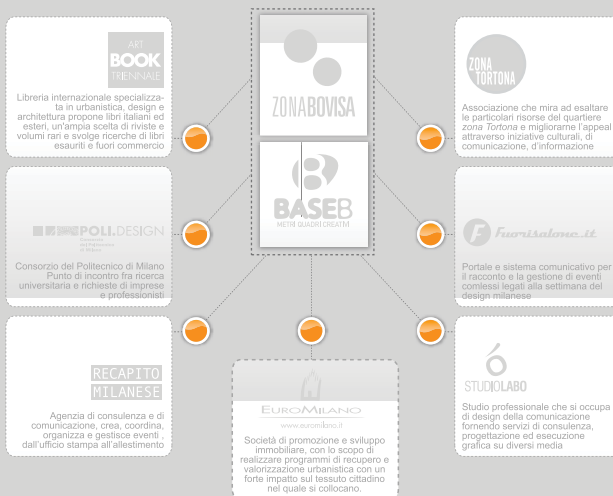 ART
BOOK
TRIENNALE
Libreria internazionale specializza-
ta in urbanistica, design e
architettura propone libri italiani ed
esteri, un'ampia scelta di riviste e
volumi rari e svolge ricerche di libri
esauriti e fuori commercio
POLI.DESIGN
Consorzio
del Politecnico
di Milano
Consorzio del Politecnico di Milano
Punto di incontro fra ricerca
universitaria e richieste di imprese
e professionisti
RECAPITO
MILANESE
Agenzia di consulenza e di
comunicazione, crea, coordina,
organizza e gestisce eventi ,
dall'ufficio stampa all'allestimento
ZONABOVISA
BASEB
METRI QUADRI CREATIVI
EUROMILANO
www.euromilano.it
Società di promozione e sviluppo
immobiliare, con lo scopo di
realizzare programmi di recupero e
valorizzazione urbanistica con un
forte impatto sul tessuto cittadino
nel quale si collocano.
ZONA
TORTONA
Associazione che mira ad esaltare
le particolari risorse del quartiere
zona Tortona e migliorarne l'appeal
attraverso iniziative culturali, di
comunicazione, d'informazione
Fuorisalone.it
Portale e sistema comunicativo per
il racconto e la gestione di eventi
comlessi legati alla settimana del
design milanese
STUDIOLABO
Studio professionale che si occupa
di design della comunicazione
fornendo servizi di consulenza,
progettazione ed esecuzione
grafica su diversi media